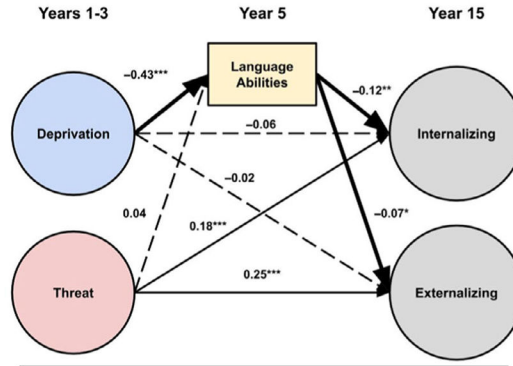 Years 1-3
Year 5
Year 15
–0.43***
Language
Abilities
–0.12**
Deprivation
–0.06
Internalizing
–0.02
0.04
0.18***
–0.07*
Threat
0.25***
Externalizing